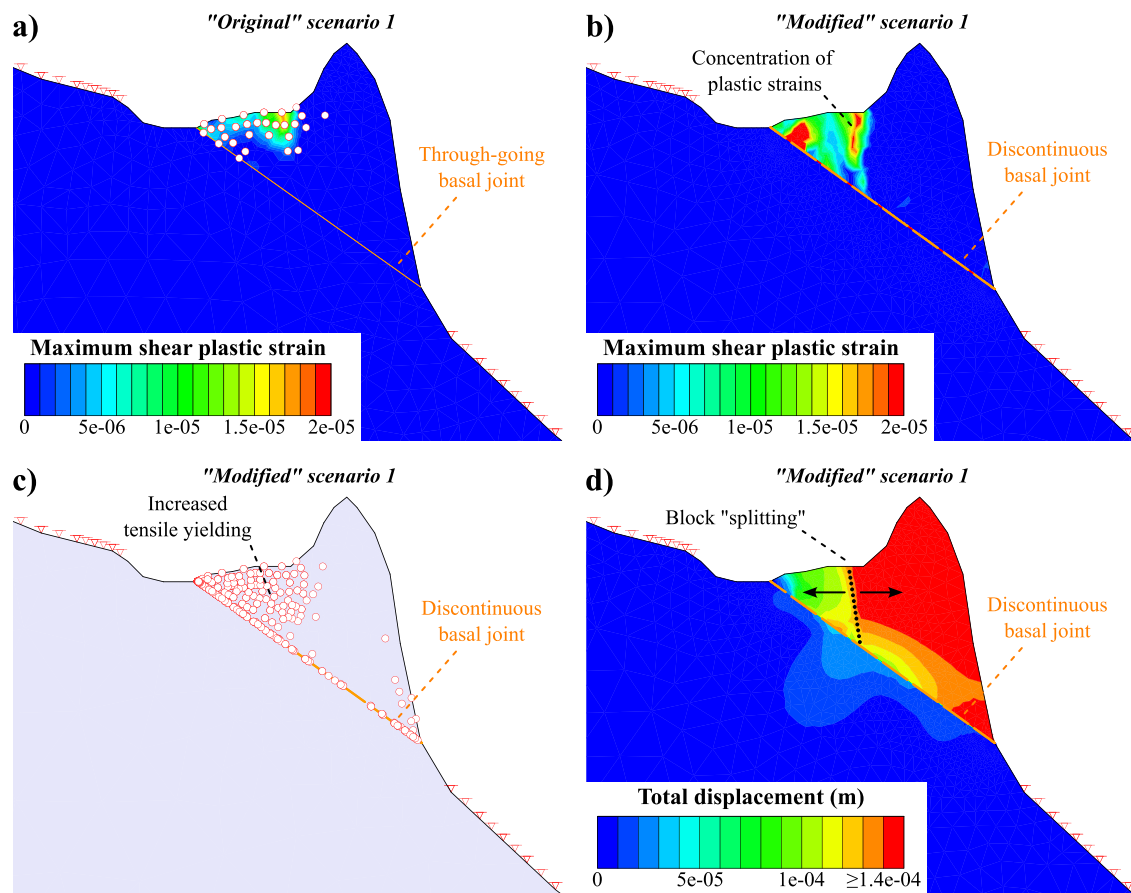 a)
"Original" scenario 1
Through-going
basal joint
Maximum shear plastic strain
0 5e-06 1e-05 1.5e-05 2e-05
b)
"Modified" scenario 1
Concentration of
plastic strains
Discontinuous
basal joint
Maximum shear plastic strain
0 5e-06 1e-05 1.5e-05 2e-05
c)
"Modified" scenario 1
Increased
tensile yielding
Discontinuous
basal joint
d)
"Modified" scenario 1
Block "splitting"
Discontinuous
basal joint
Total displacement (m)
0 5e-05 1e-04 ≥1.4e-04